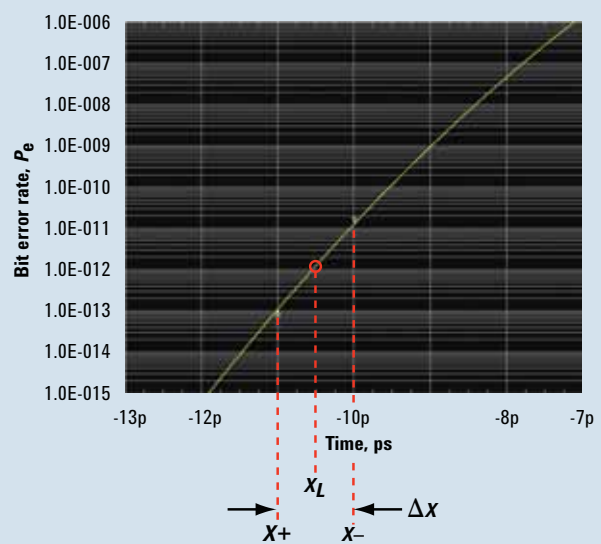 1.0E-006
1.0E-007
1.0E-008
1.0E-009
1.0E-010
1.0E-011
1.0E-012
1.0E-013
1.0E-014
1.0E-015
Bit error rate, Pe
-13p -12p -10p -8p -7p
Time, ps
XL
ΔX
X+ X–